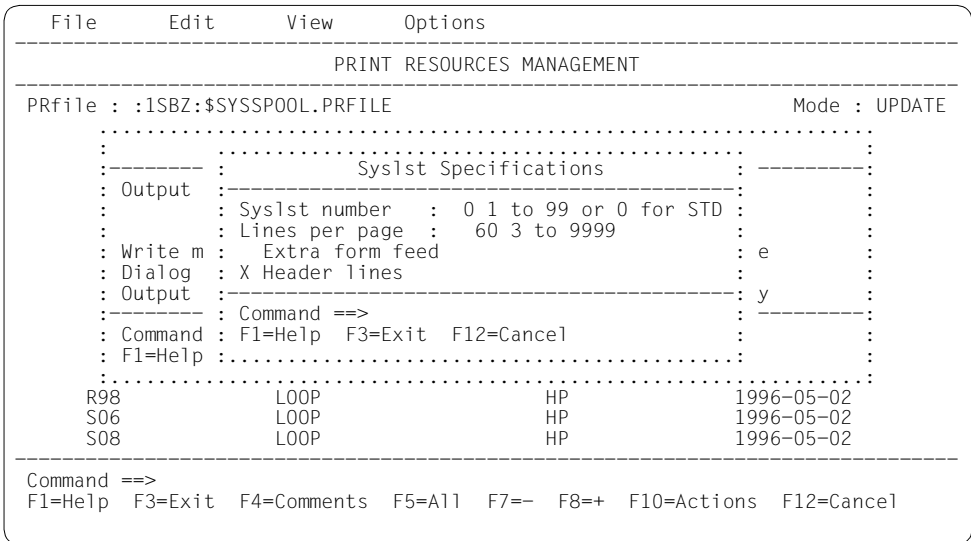 File Edit View Options
--------------------------------------------------------------------------------
PRINT RESOURCES MANAGEMENT
--------------------------------------------------------------------------------
PRfile : :1SBZ:$SYSSPOOL.PRFILE Mode : UPDATE
..................................................................
: ............................................. :
:-------- : Syslst Specifications : ---------:
: Output :-------------------------------------------: :
: : Syslst number : 0 1 to 99 or 0 for STD : :
: : Lines per page : 60 3 to 9999 : :
: Write m : Extra form feed : e :
: Dialog : X Header lines : :
: Output :-------------------------------------------: y :
:-------- : Command ==> : ---------:
: Command : F1=Help F3=Exit F12=Cancel : :
: F1=Help :...........................................: :
:.................................................................:
R98 LOOP HP 1996-05-02
S06 LOOP HP 1996-05-02
S08 LOOP HP 1996-05-02
--------------------------------------------------------------------------------
Command ==>
F1=Help F3=Exit F4=Comments F5=All F7=- F8=+ F10=Actions F12=Cancel